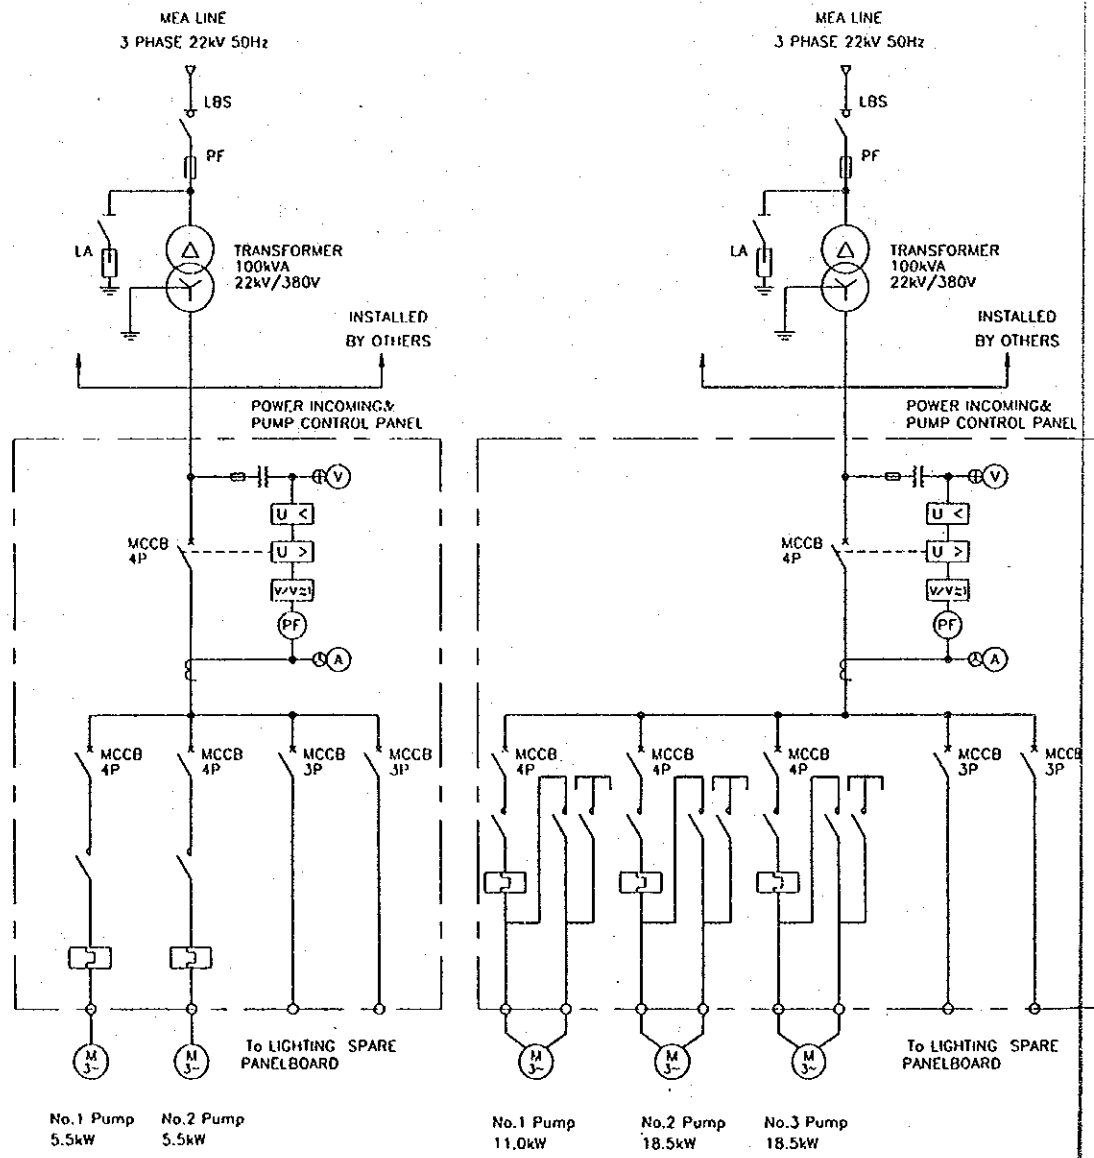 MEA LINE
3 PHASE 22kV 50Hz
LBS
PF
LA
TRANSFORMER
100kVA
22kV/380V
INSTALLED
BY OTHERS
POWER INCOMING&
PUMP CONTROL PANEL
V
U <
MCCB
4P
U >
V/V≒1
PF
A
MCCB
4P
MCCB
4P
MCCB
3P
MCCB
3P
M
3~
M
3~
To LIGHTING SPARE
PANELBOARD
No.1 Pump
5.5kW
No.2 Pump
5.5kW
MEA LINE
3 PHASE 22kV 50Hz
LBS
PF
LA
TRANSFORMER
100kVA
22kV/380V
INSTALLED
BY OTHERS
POWER INCOMING&
PUMP CONTROL PANEL
V
U <
MCCB
4P
U >
V/V≒1
PF
A
MCCB
4P
MCCB
4P
MCCB
4P
MCCB
3P
MCCB
3P
M
3~
M
3~
M
3~
To LIGHTING SPARE
PANELBOARD
No.1 Pump
11.0kW
No.2 Pump
18.5kW
No.3 Pump
18.5kW